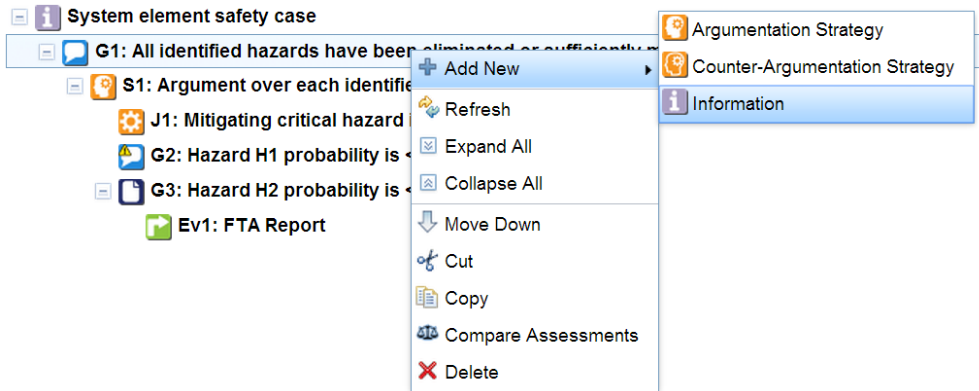 System element safety case
G1: All identified hazards have been eliminated or sufficiently m
S1: Argument over each identifie
J1: Mitigating critical hazard i
G2: Hazard H1 probability is <
G3: Hazard H2 probability is <
Ev1: FTA Report
Add New
Refresh
Expand All
Collapse All
Move Down
Cut
Copy
Compare Assessments
Delete
Argumentation Strategy
Counter-Argumentation Strategy
Information